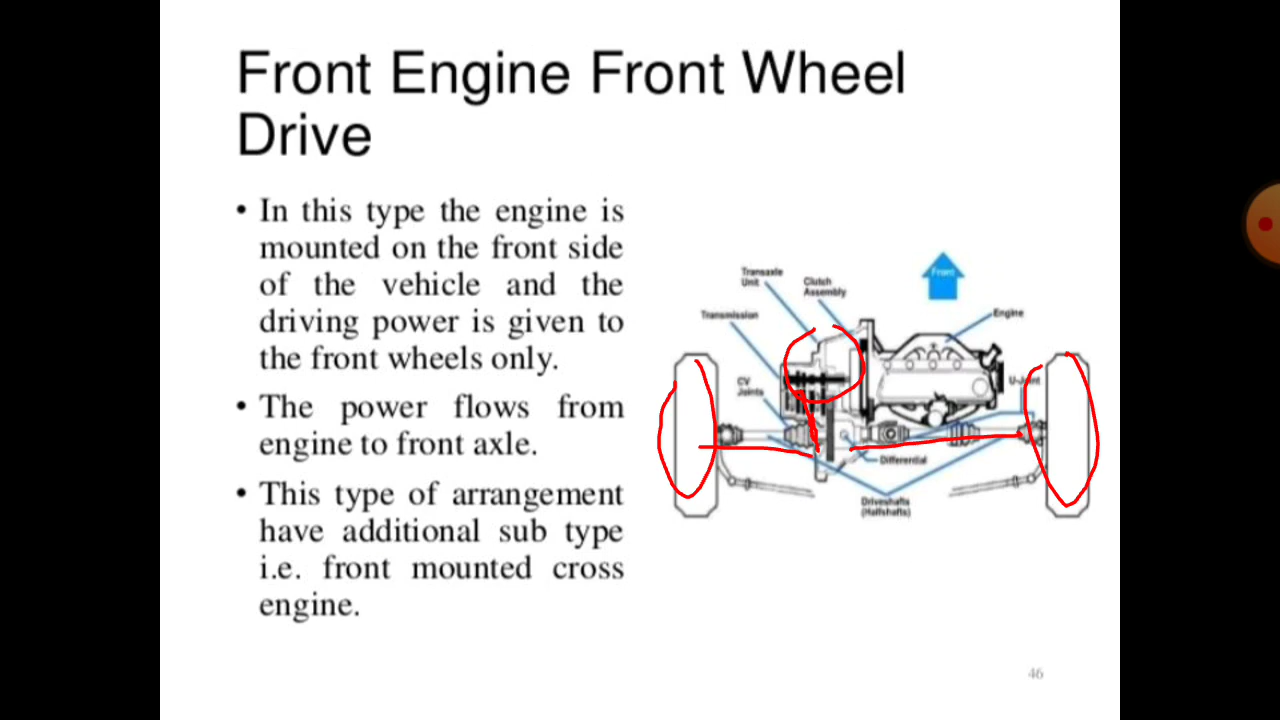 Front Engine Front Wheel
Drive
• In this type the engine is
mounted on the front side
of the vehicle and the
driving power is given to
the front wheels only.
• The power flows from
engine to front axle.
• This type of arrangement
have additional sub type
i.e. front mounted cross
engine.
Front
Transaxle
Unit
Clutch
Assembly
Transmission
Engine
CV
Joints
U-Joint
Differential
Driveshafts
(Halfshafts)
46